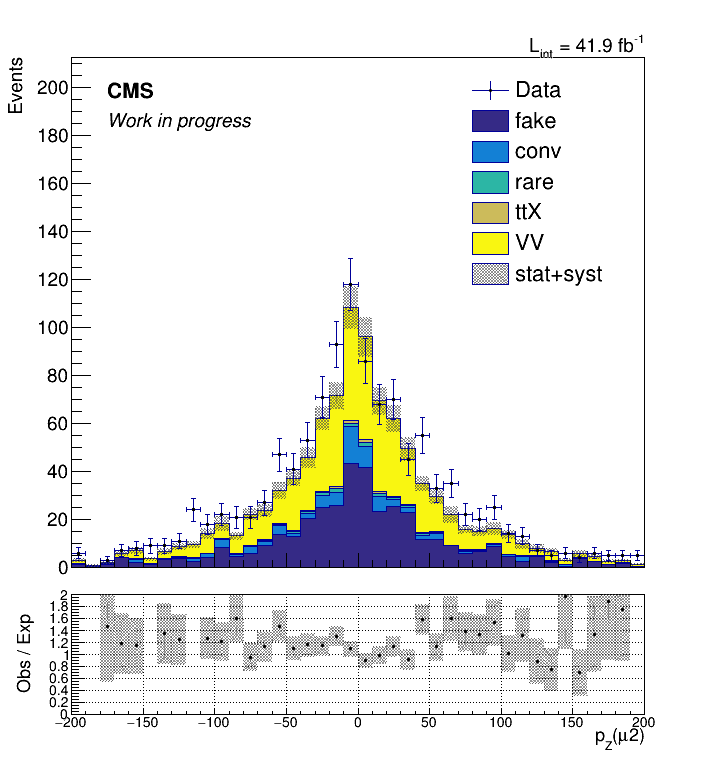 L_int = 41.9 fb^-1
Events
CMS
Work in progress
Data
fake
conv
rare
ttX
VV
stat+syst
200
180
160
140
120
100
80
60
40
20
0
Obs / Exp
2
1.8
1.6
1.4
1.2
1
0.8
0.6
0.4
0.2
0
−200 −150 −100 −50 0 50 100 150 200
p_Z(μ2)